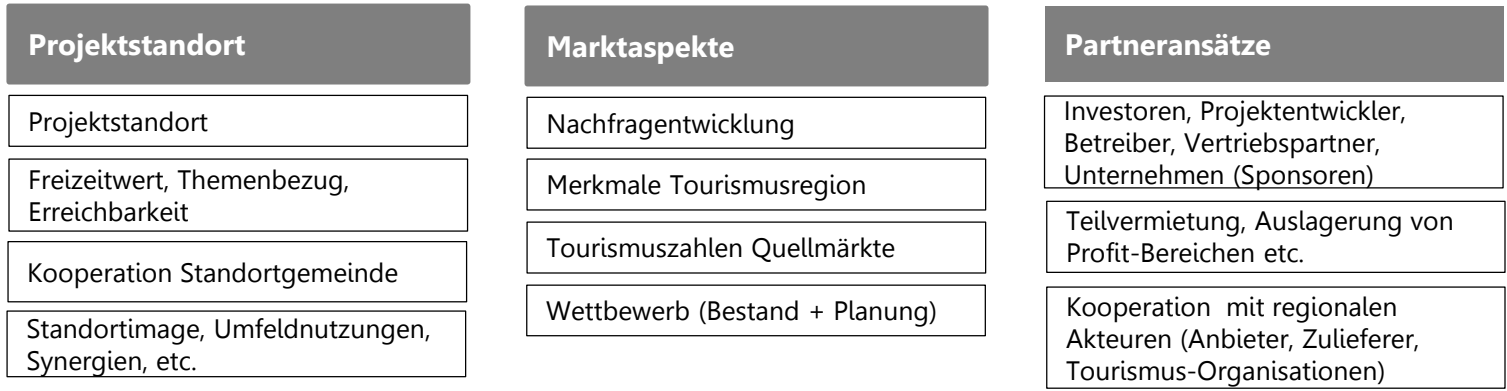 Projektstandort
Projektstandort
Freizeitwert, Themenbezug,
Erreichbarkeit
Kooperation Standortgemeinde
Standortimage, Umfeldnutzungen,
Synergien, etc.
Marktaspekte
Nachfragentwicklung
Merkmale Tourismusregion
Tourismuszahlen Quellmärkte
Wettbewerb (Bestand + Planung)
Partneransätze
Investoren, Projektentwickler,
Betreiber, Vertriebspartner,
Unternehmen (Sponsoren)
Teilvermietung, Auslagerung von
Profit-Bereichen etc.
Kooperation  mit regionalen
Akteuren (Anbieter, Zulieferer,
Tourismus-Organisationen)